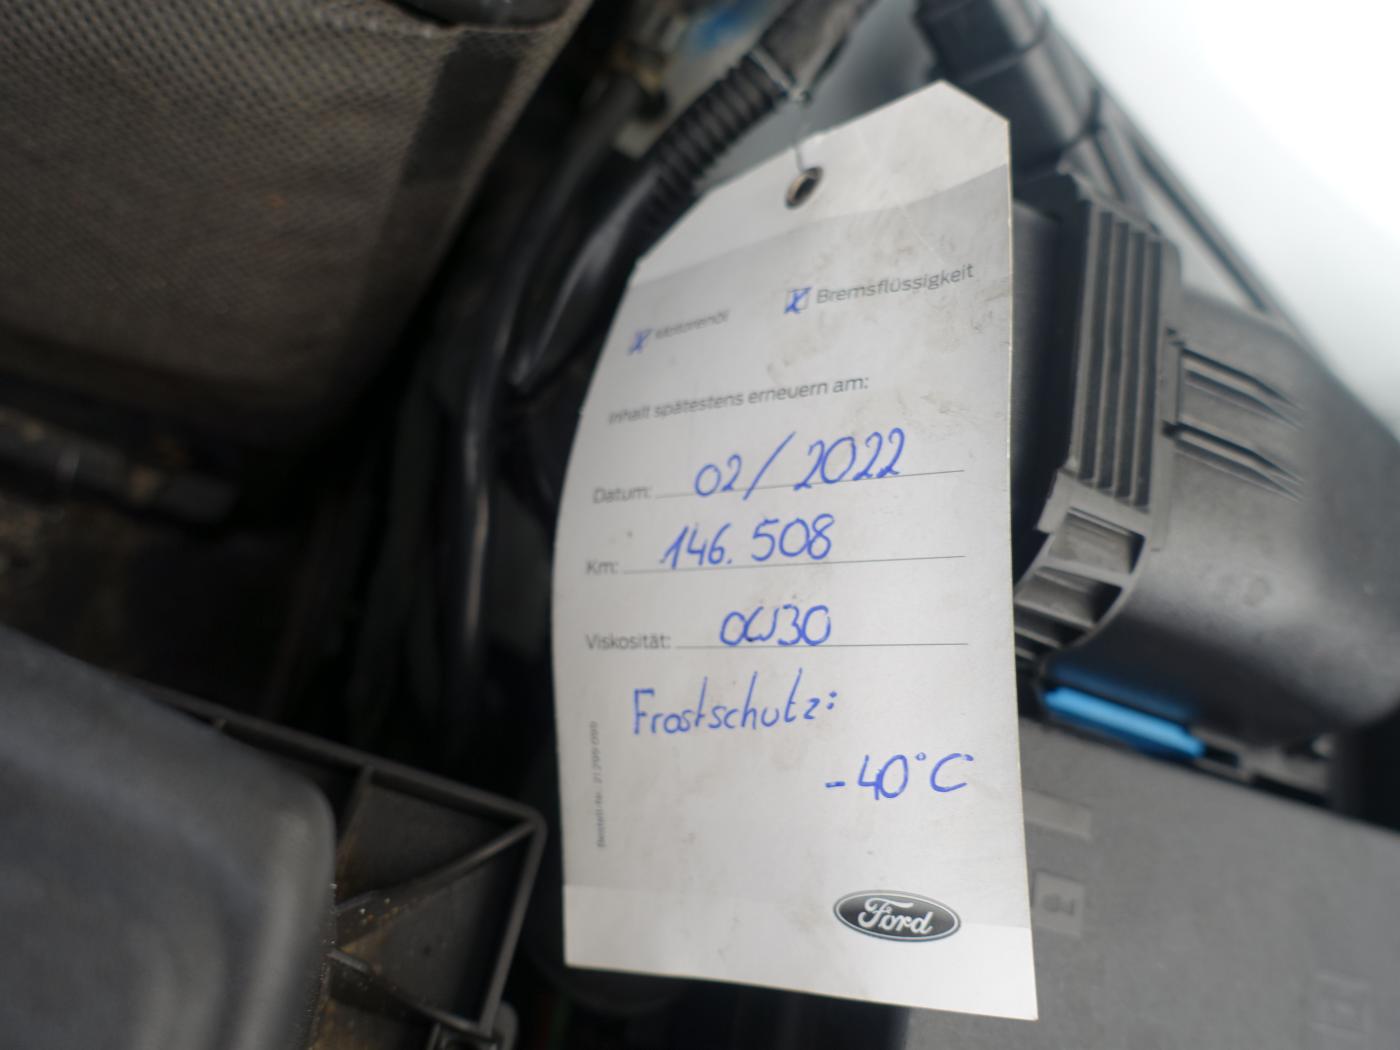 Motorenöl
Bremsflüssigkeit
Inhalt spätestens erneuern am:
Datum: 02/2022
Km: 146.508
Viskosität: 0W30
Frostschutz:
-40°C
Ford